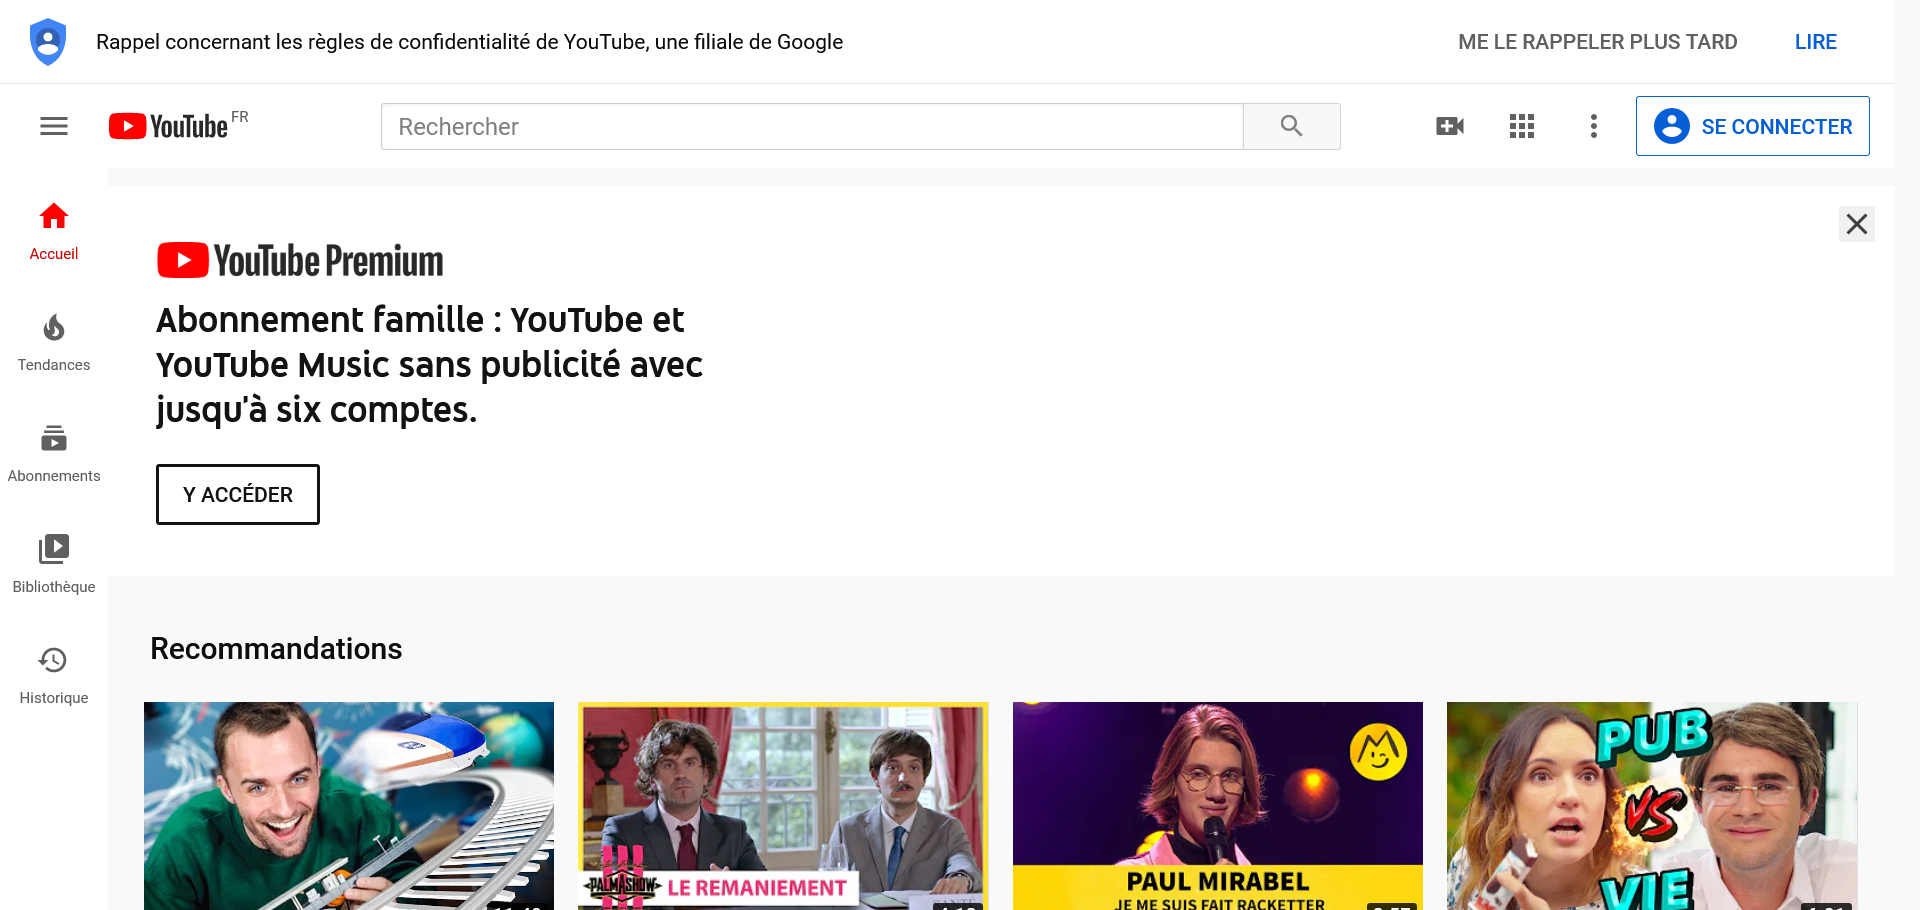 Rappel concernant les règles de confidentialité de YouTube, une filiale de Google
ME LE RAPPELER PLUS TARD
LIRE
YouTube FR
Rechercher
SE CONNECTER
Accueil
Tendances
Abonnements
Bibliothèque
Historique
YouTube Premium
Abonnement famille : YouTube et
YouTube Music sans publicité avec
jusqu'à six comptes.
Y ACCÉDER
Recommandations
PALMASHOW
LE REMANIEMENT
PAUL MIRABEL
JE ME SUIS FAIT RACKETTER
PUB
VS
VIE